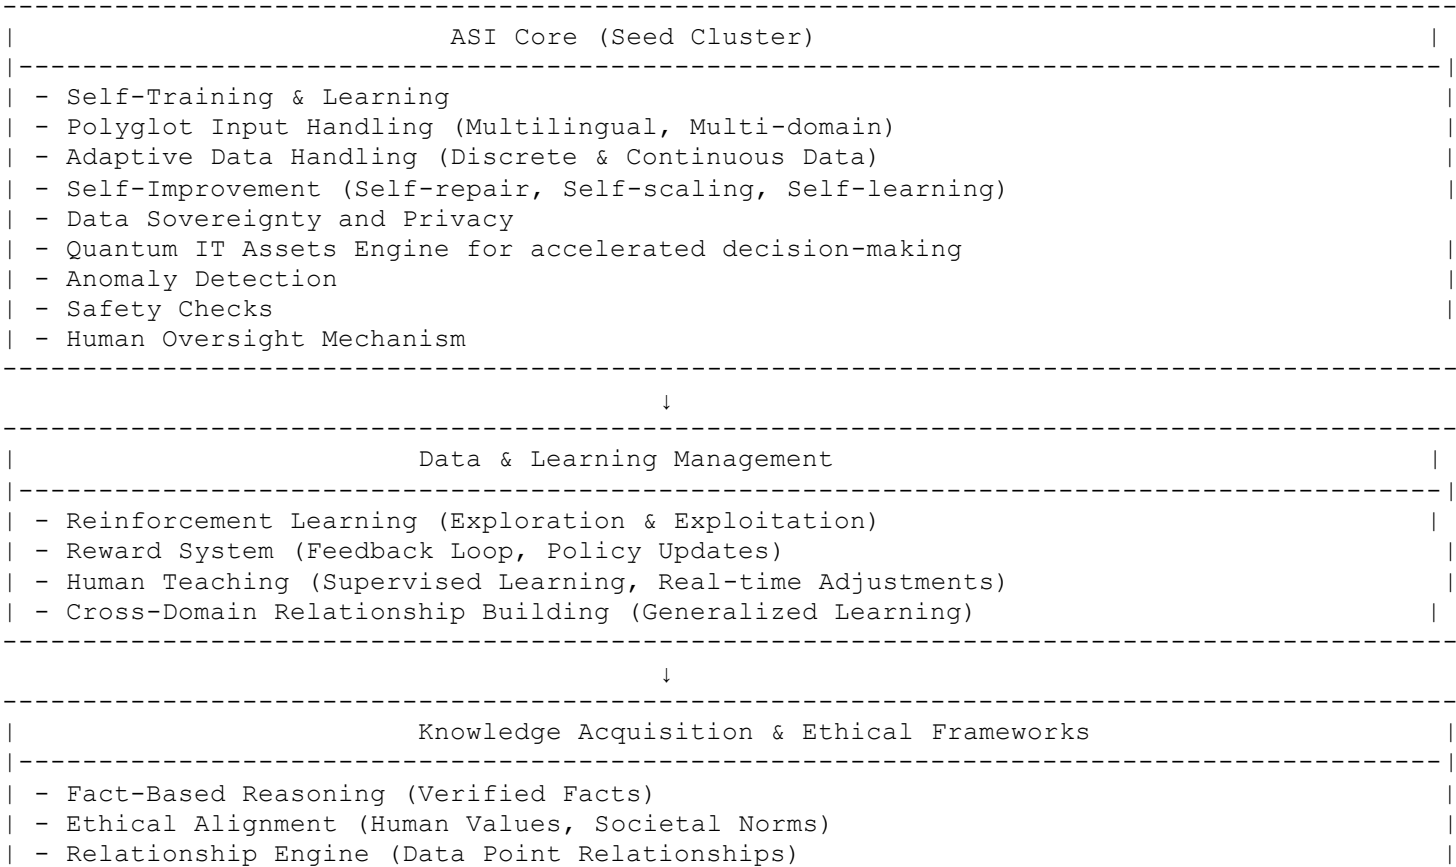 ---------------------------------------------------------------------------------------------
| ASI Core (Seed Cluster) |
|-----------------------------------------------------------------------------------------|
| - Self-Training & Learning |
| - Polyglot Input Handling (Multilingual, Multi-domain) |
| - Adaptive Data Handling (Discrete & Continuous Data) |
| - Self-Improvement (Self-repair, Self-scaling, Self-learning) |
| - Data Sovereignty and Privacy
| - Quantum IT Assets Engine for accelerated decision-making |
| - Anomaly Detection |
| - Safety Checks |
| - Human Oversight Mechanism
---------------------------------------------------------------------------------------------
↓
---------------------------------------------------------------------------------------------
| Data & Learning Management |
|-----------------------------------------------------------------------------------------|
| - Reinforcement Learning (Exploration & Exploitation) |
| - Reward System (Feedback Loop, Policy Updates) |
| - Human Teaching (Supervised Learning, Real-time Adjustments) |
| - Cross-Domain Relationship Building (Generalized Learning) |
---------------------------------------------------------------------------------------------
↓
---------------------------------------------------------------------------------------------
| Knowledge Acquisition & Ethical Frameworks |
|-----------------------------------------------------------------------------------------|
| - Fact-Based Reasoning (Verified Facts) |
| - Ethical Alignment (Human Values, Societal Norms) |
| - Relationship Engine (Data Point Relationships) |